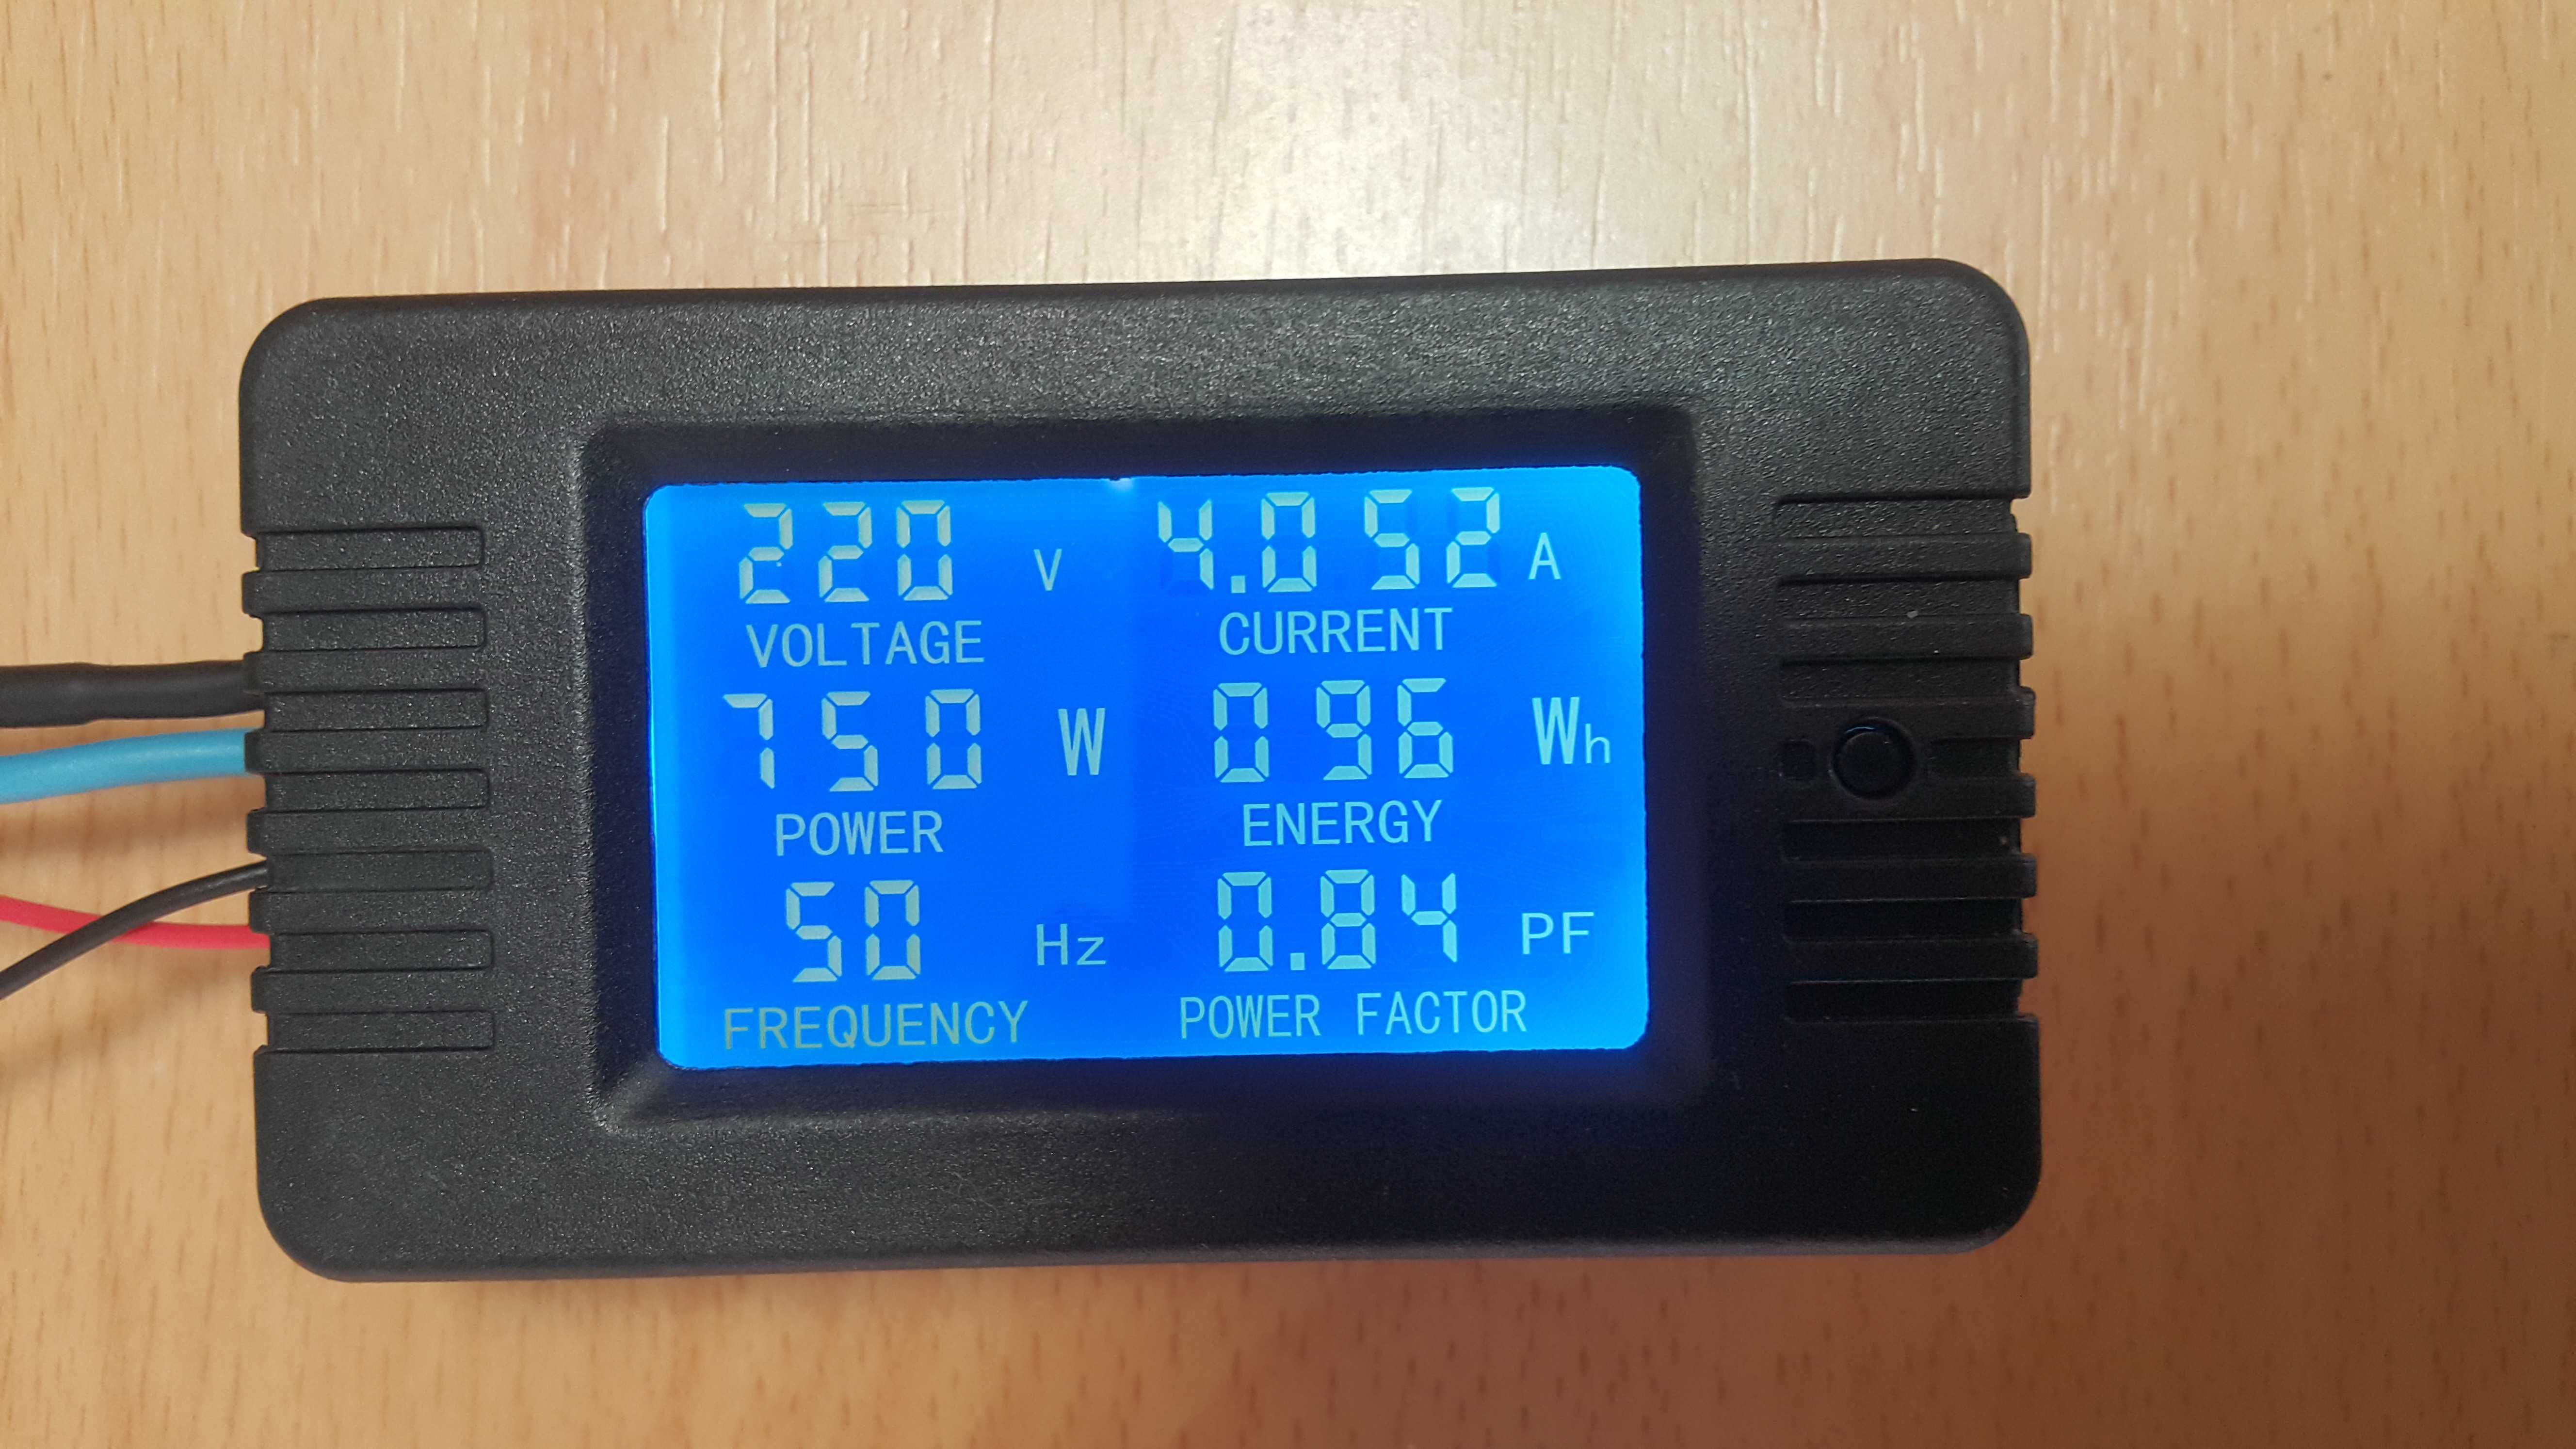 220 V 4.052 A
VOLTAGE CURRENT
750 W 096 Wh
POWER ENERGY
50 Hz 0.84 PF
FREQUENCY POWER FACTOR